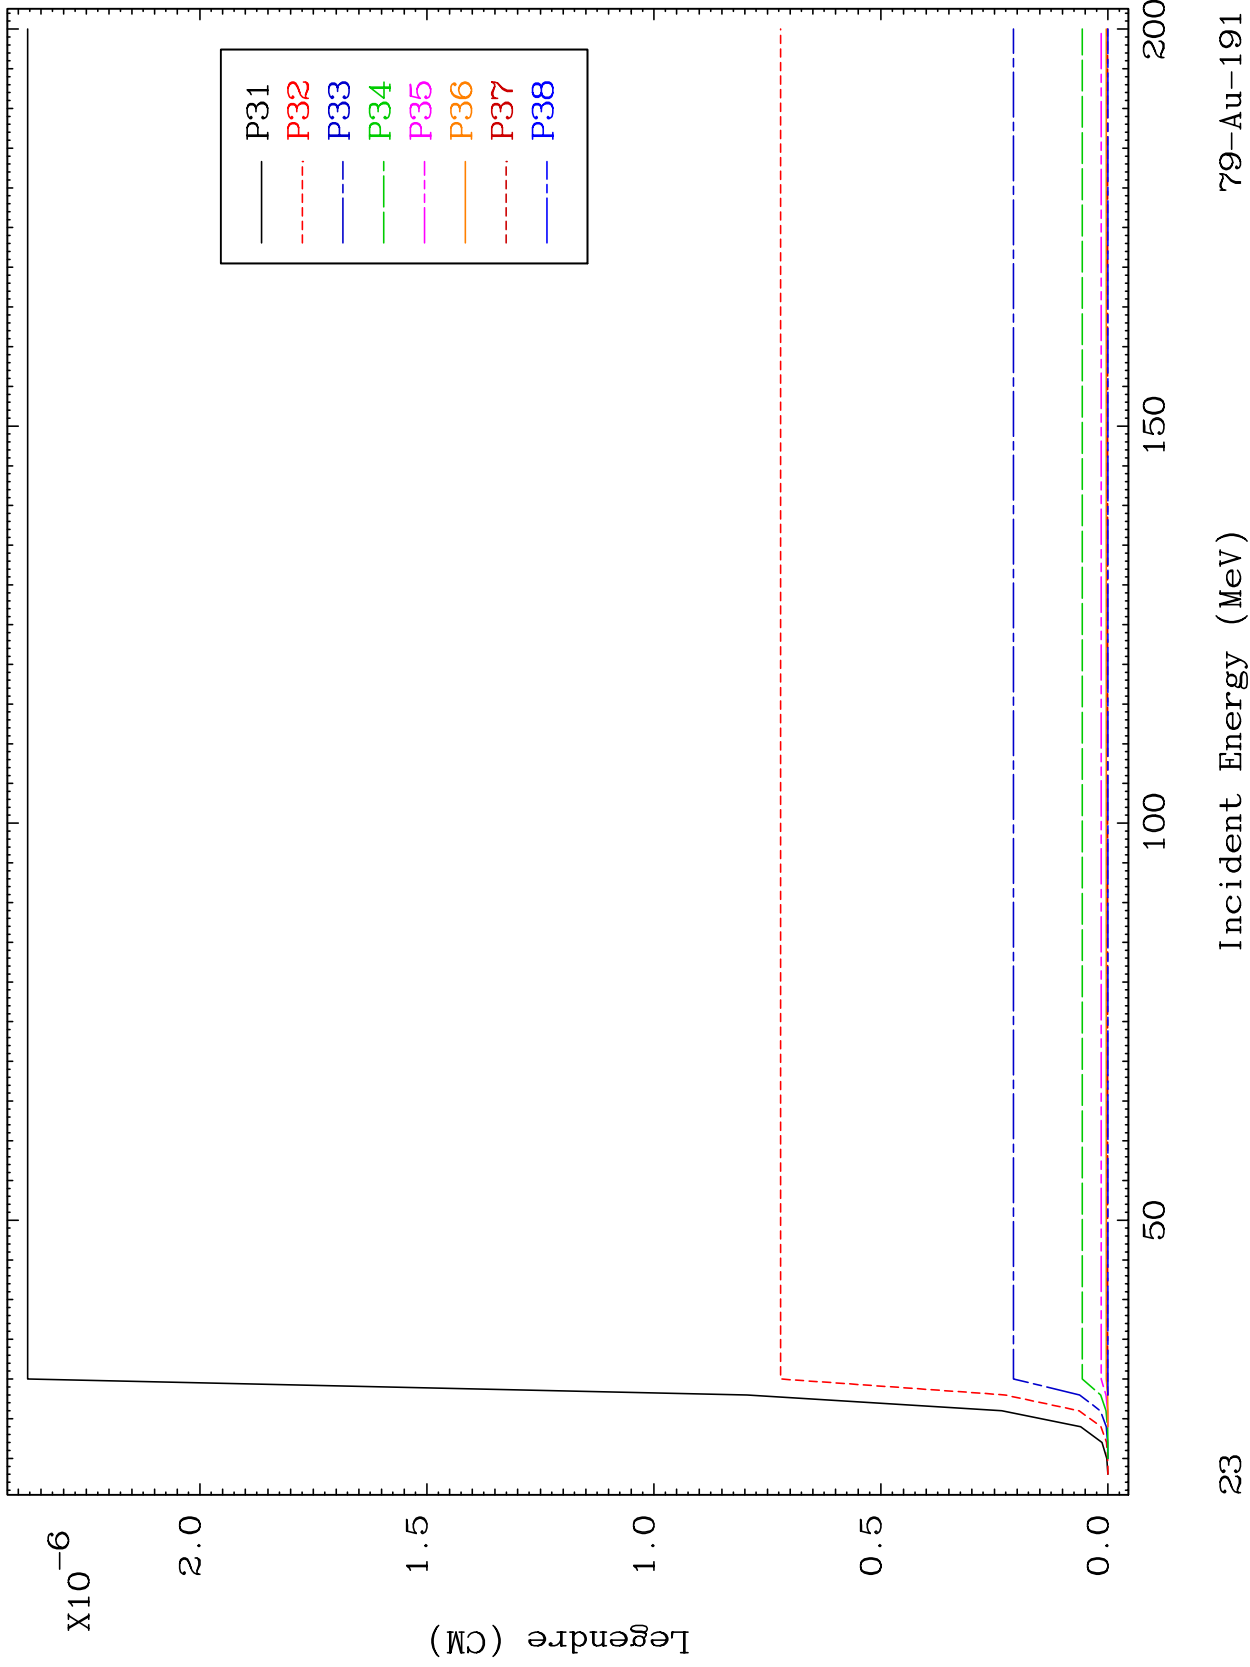 X10^-6
2.0
1.5
1.0
0.5
0.0
Legendre (CM)
P31
P32
P33
P34
P35
P36
P37
P38
50
100
150
200
Incident Energy (MeV)
23
79-Au-191